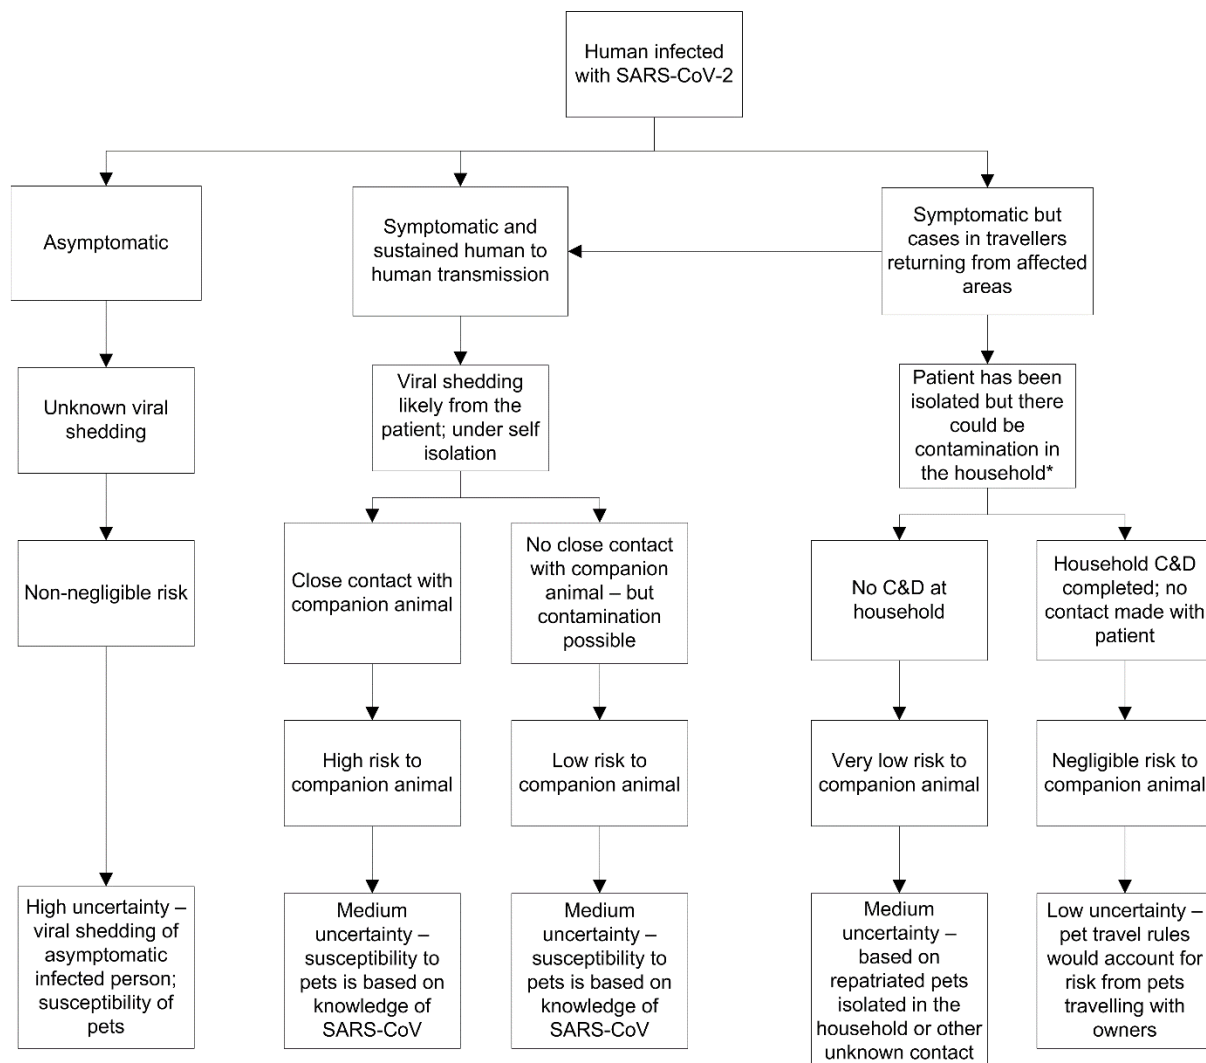 Human infected
with SARS-CoV-2
Asymptomatic
Symptomatic and
sustained human to
human transmission
Symptomatic but
cases in travellers
returning from affected
areas
Unknown viral
shedding
Viral shedding
likely from the
patient; under self
isolation
Patient has been
isolated but there
could be
contamination in
the household*
Non-negligible risk
Close contact with
companion animal
No close contact
with companion
animal – but
contamination
possible
No C&D at
household
Household C&D
completed; no
contact made with
patient
High risk to
companion animal
Low risk to
companion animal
Very low risk to
companion animal
Negligible risk to
companion animal
High uncertainty –
viral shedding of
asymptomatic
infected person;
susceptibility of
pets
Medium
uncertainty –
susceptibility to
pets is based on
knowledge of
SARS-CoV
Medium
uncertainty –
susceptibility to
pets is based on
knowledge of
SARS-CoV
Medium
uncertainty –
based on
repatriated pets
isolated in the
household or other
unknown contact
Low uncertainty –
pet travel rules
would account for
risk from pets
travelling with
owners